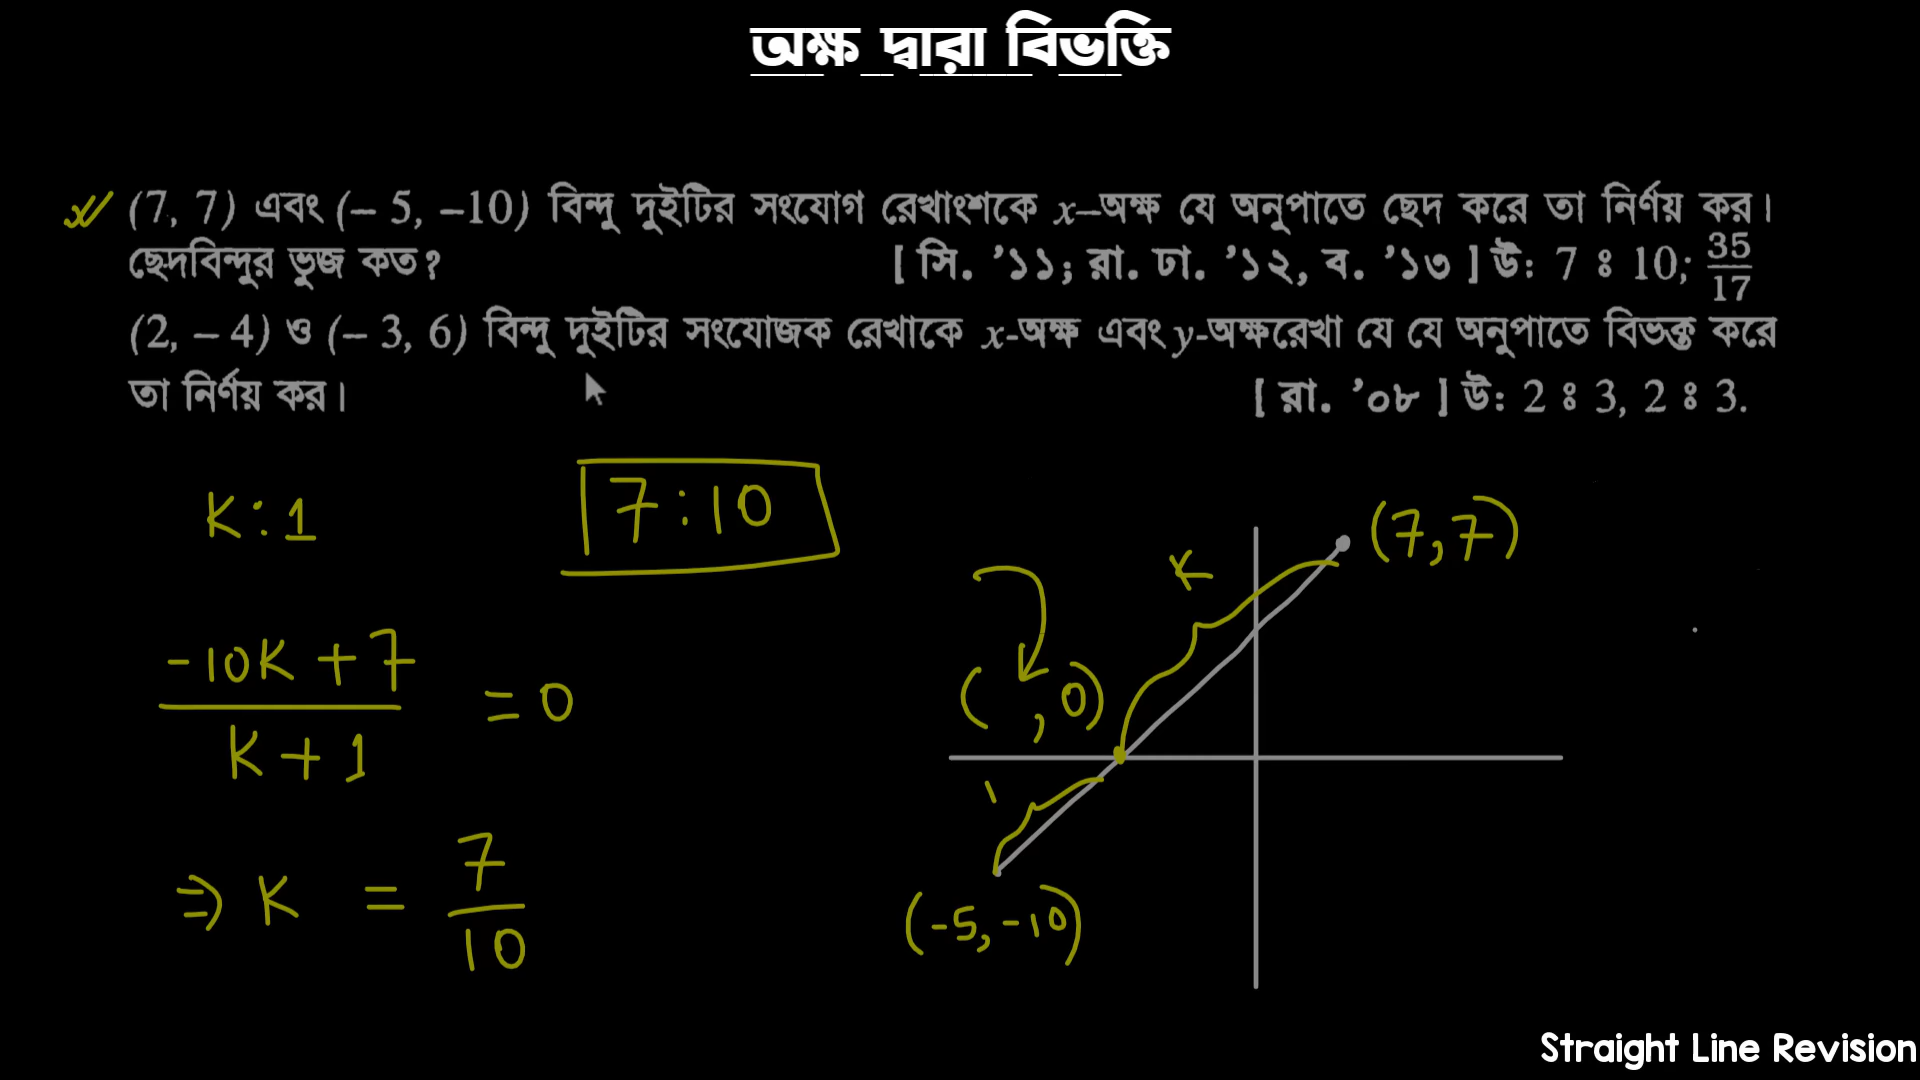 অক্ষ দ্বারা বিভক্তি
(7, 7) এবং (– 5, –10) বিন্দু দুইটির সংযোগ রেখাংশকে x–অক্ষ যে অনুপাতে ছেদ করে তা নির্ণয় কর।
ছেদবিন্দুর ভুজ কত? [ সি. ’১১; রা. ঢা. ’১২, ব. ’১৩ ] উ: 7 ঃ 10; 35/17
(2, – 4) ও (– 3, 6) বিন্দু দুইটির সংযোজক রেখাকে x-অক্ষ এবং y-অক্ষরেখা যে যে অনুপাতে বিভক্ত করে
তা নির্ণয় কর। [ রা. ’০৮ ] উ: 2 ঃ 3, 2 ঃ 3.
K : 1
7 : 10
(7, 7)
K
-10K + 7
K + 1
= 0
( , 0)
1
⇒ K = 7/10
(-5, -10)
Straight Line Revision